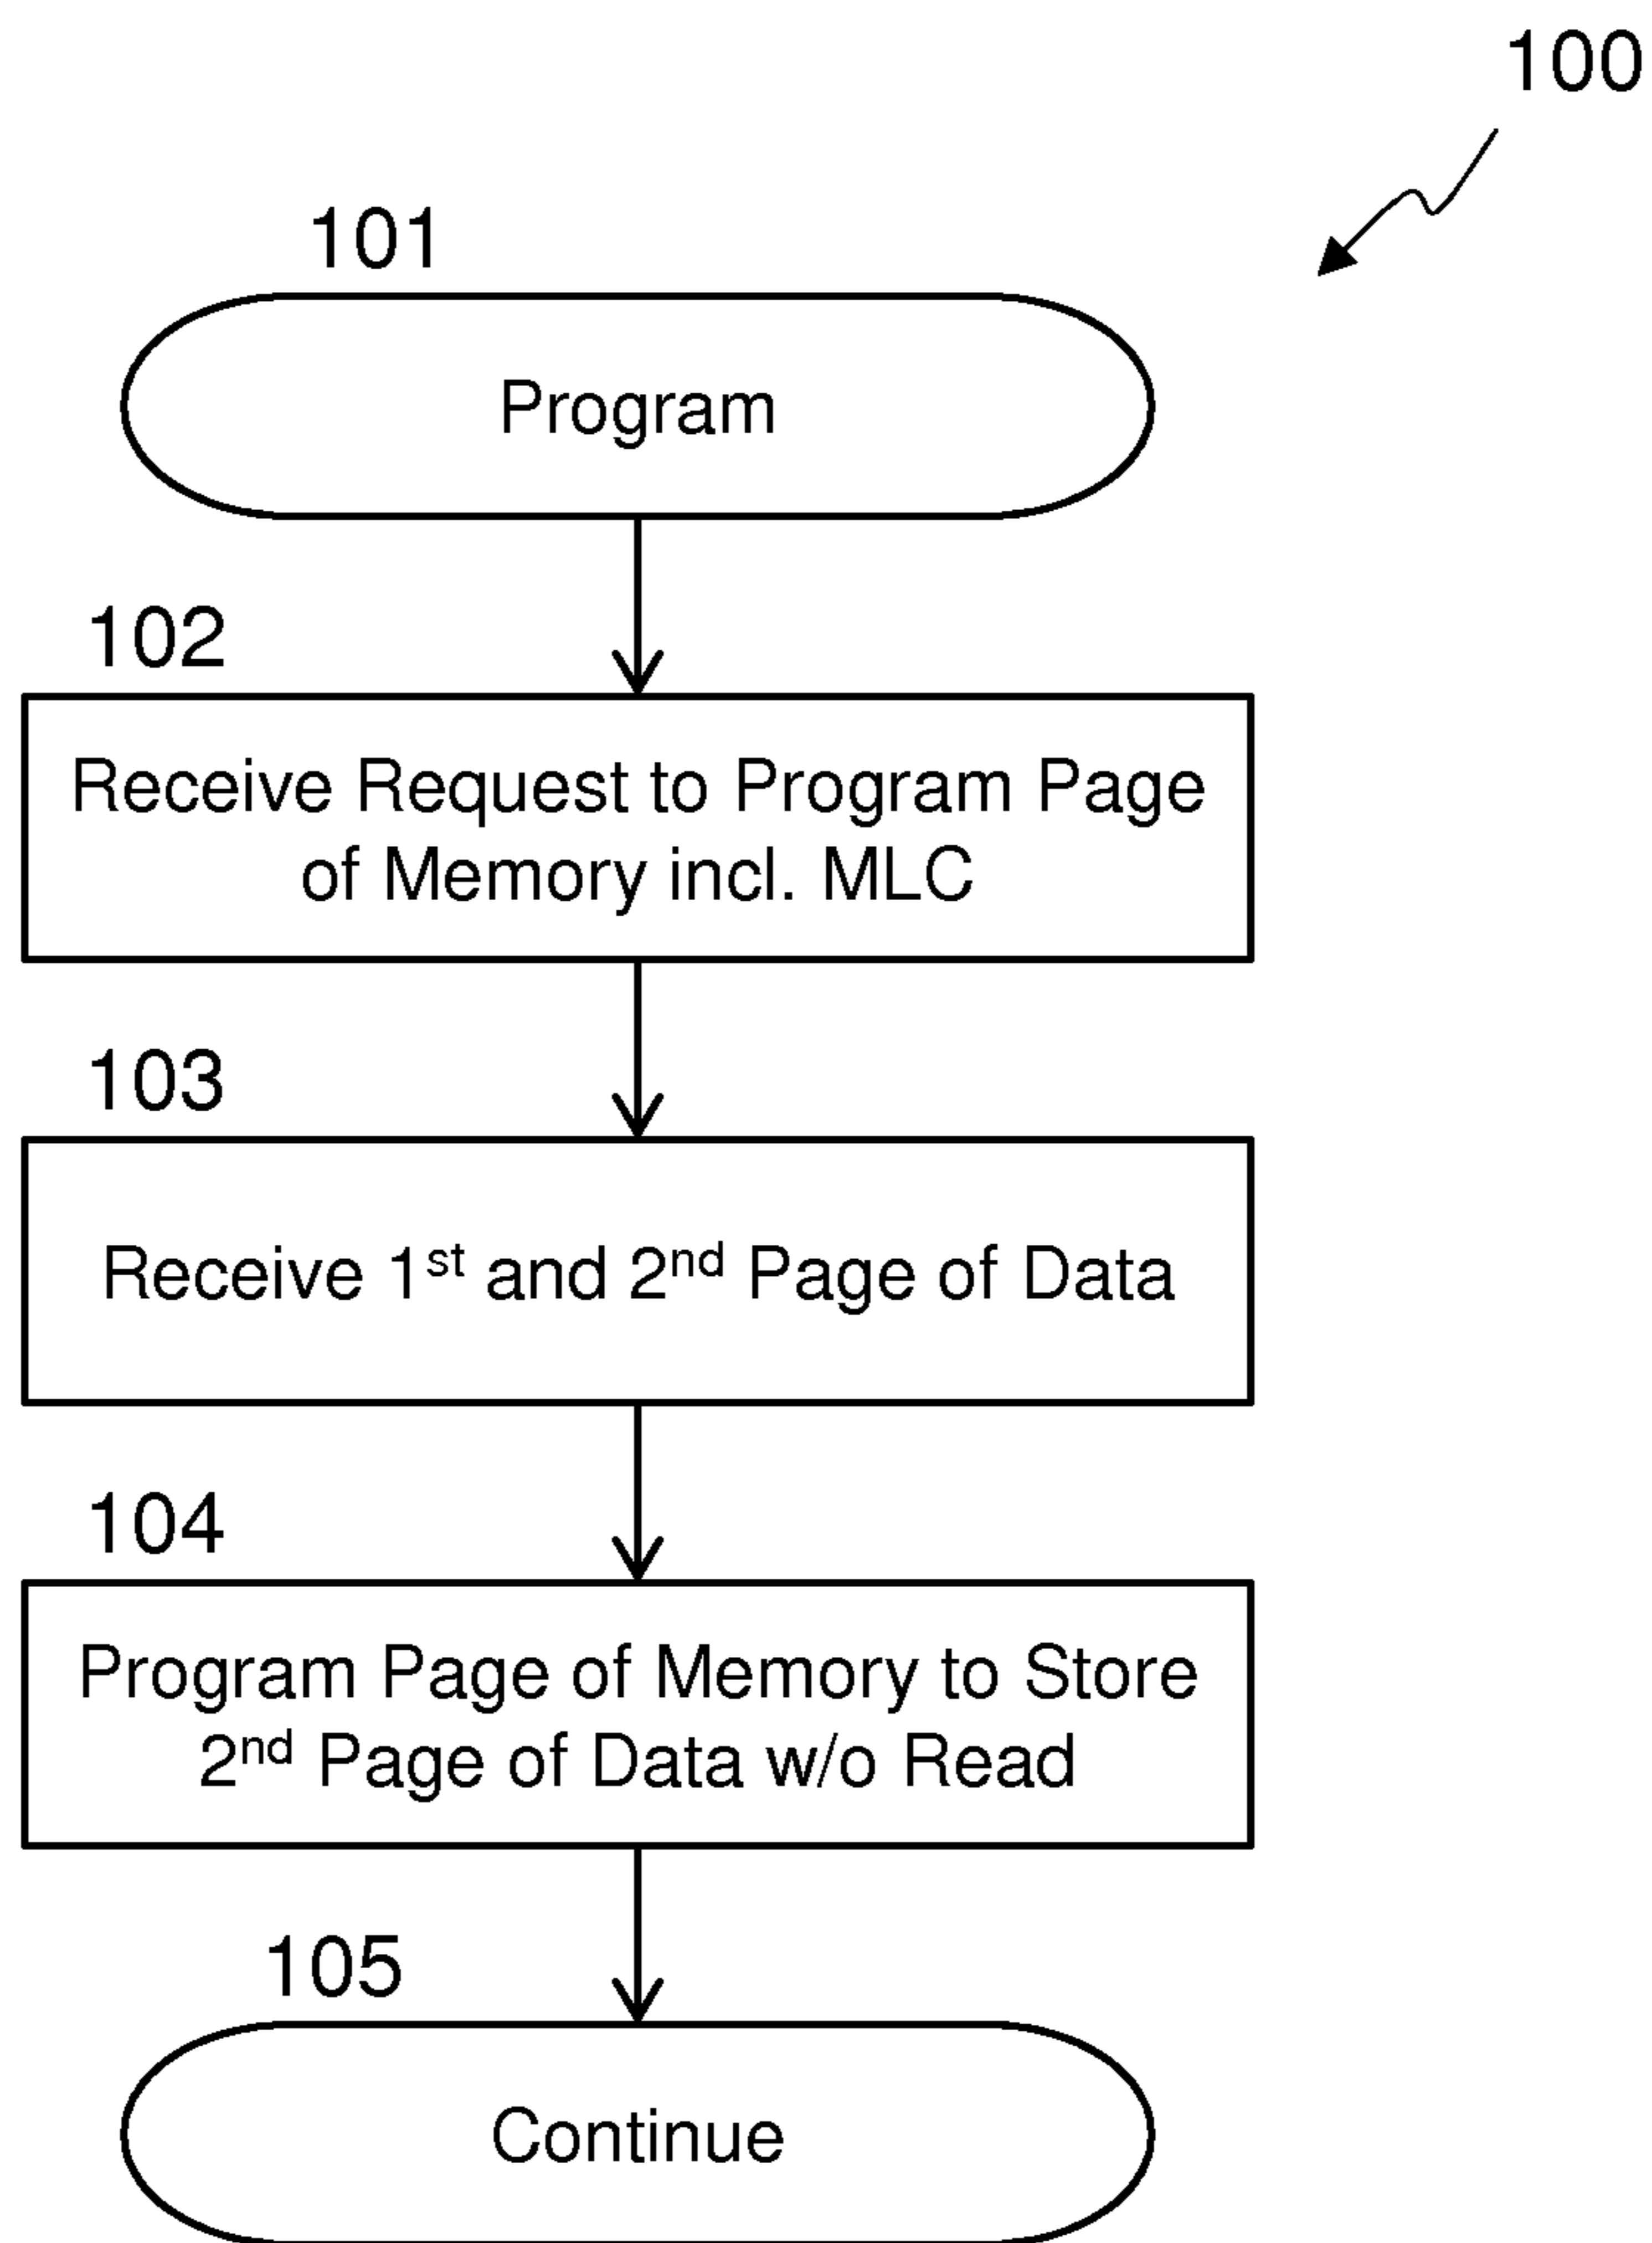 100
101
Program
102
Receive Request to Program Page
of Memory incl. MLC
103
Receive 1st and 2nd Page of Data
104
Program Page of Memory to Store
2nd Page of Data w/o Read
105
Continue